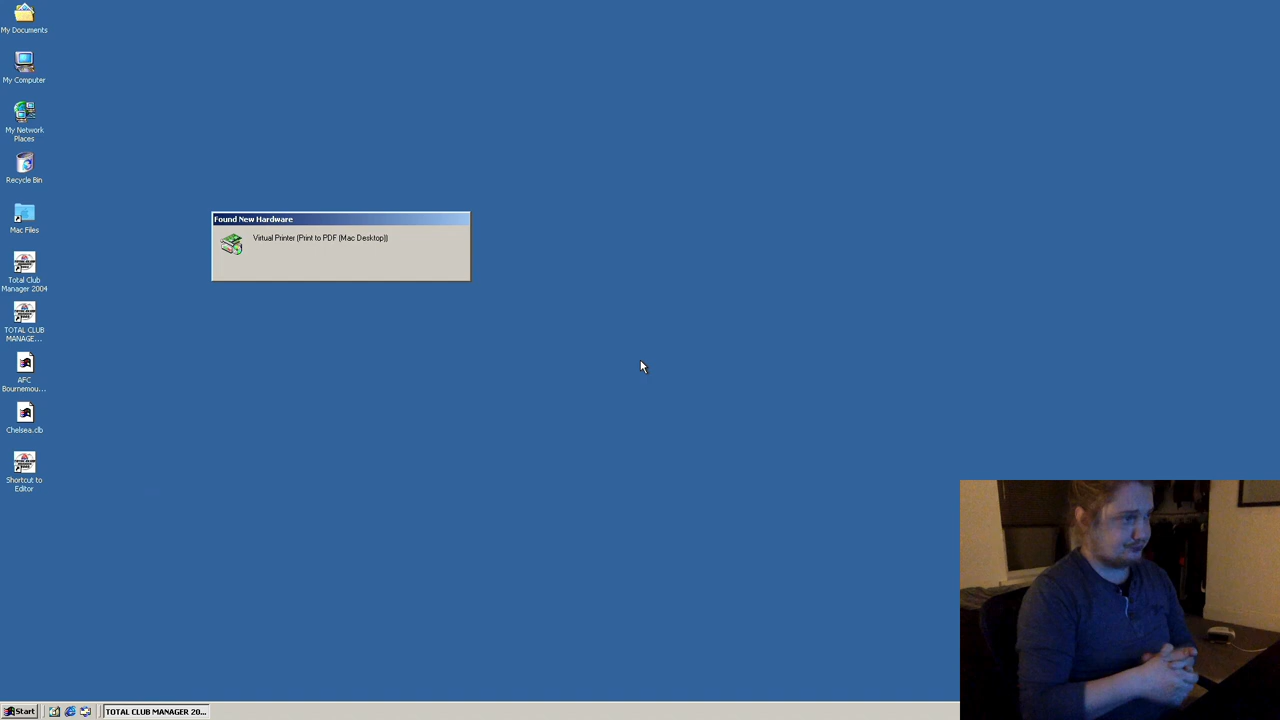 My Documents
My Computer
My Network
Places
Recycle Bin
Mac Files
Total Club
Manager 2004
TOTAL CLUB
MANAGE...
AFC
Bournemou...
Chelsea.clb
Shortcut to
Editor
Found New Hardware
Virtual Printer (Print to PDF (Mac Desktop))
Start
TOTAL CLUB MANAGER 20...